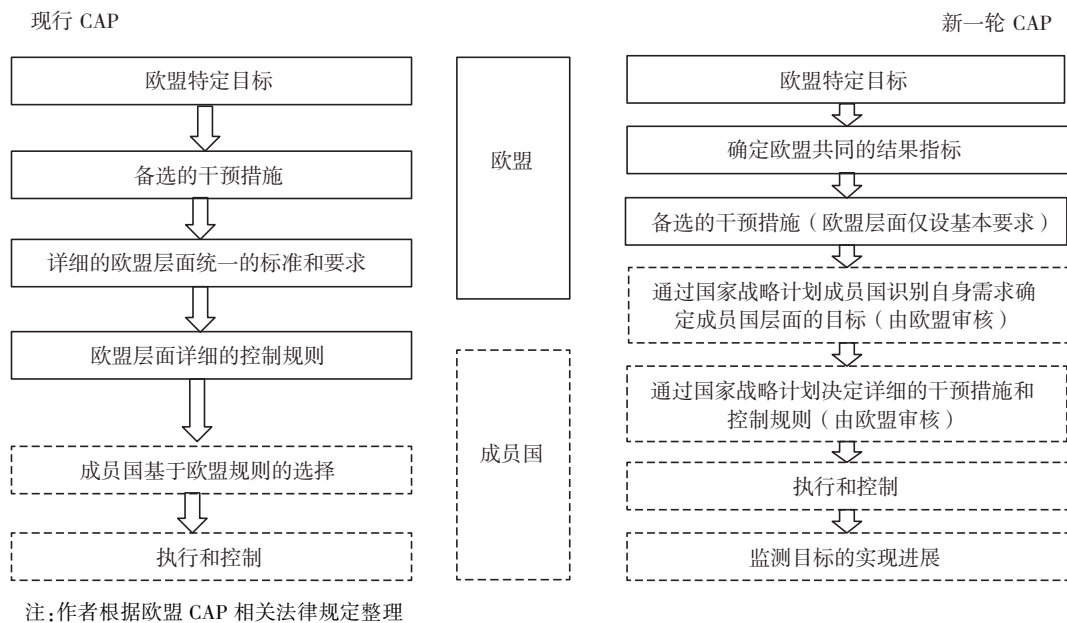 现行 CAP
欧盟特定目标
备选的干预措施
详细的欧盟层面统一的标准和要求
欧盟层面详细的控制规则
成员国基于欧盟规则的选择
执行和控制
欧盟
成员国
新一轮 CAP
欧盟特定目标
确定欧盟共同的结果指标
备选的干预措施（欧盟层面仅设基本要求）
通过国家战略计划成员国识别自身需求确
定成员国层面的目标（由欧盟审核）
通过国家战略计划决定详细的干预措施和
控制规则（由欧盟审核）
执行和控制
监测目标的实现进展
注：作者根据欧盟 CAP 相关法律规定整理